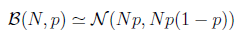 ℬ(N, p) ≃ 𝒩(Np, Np(1 − p))